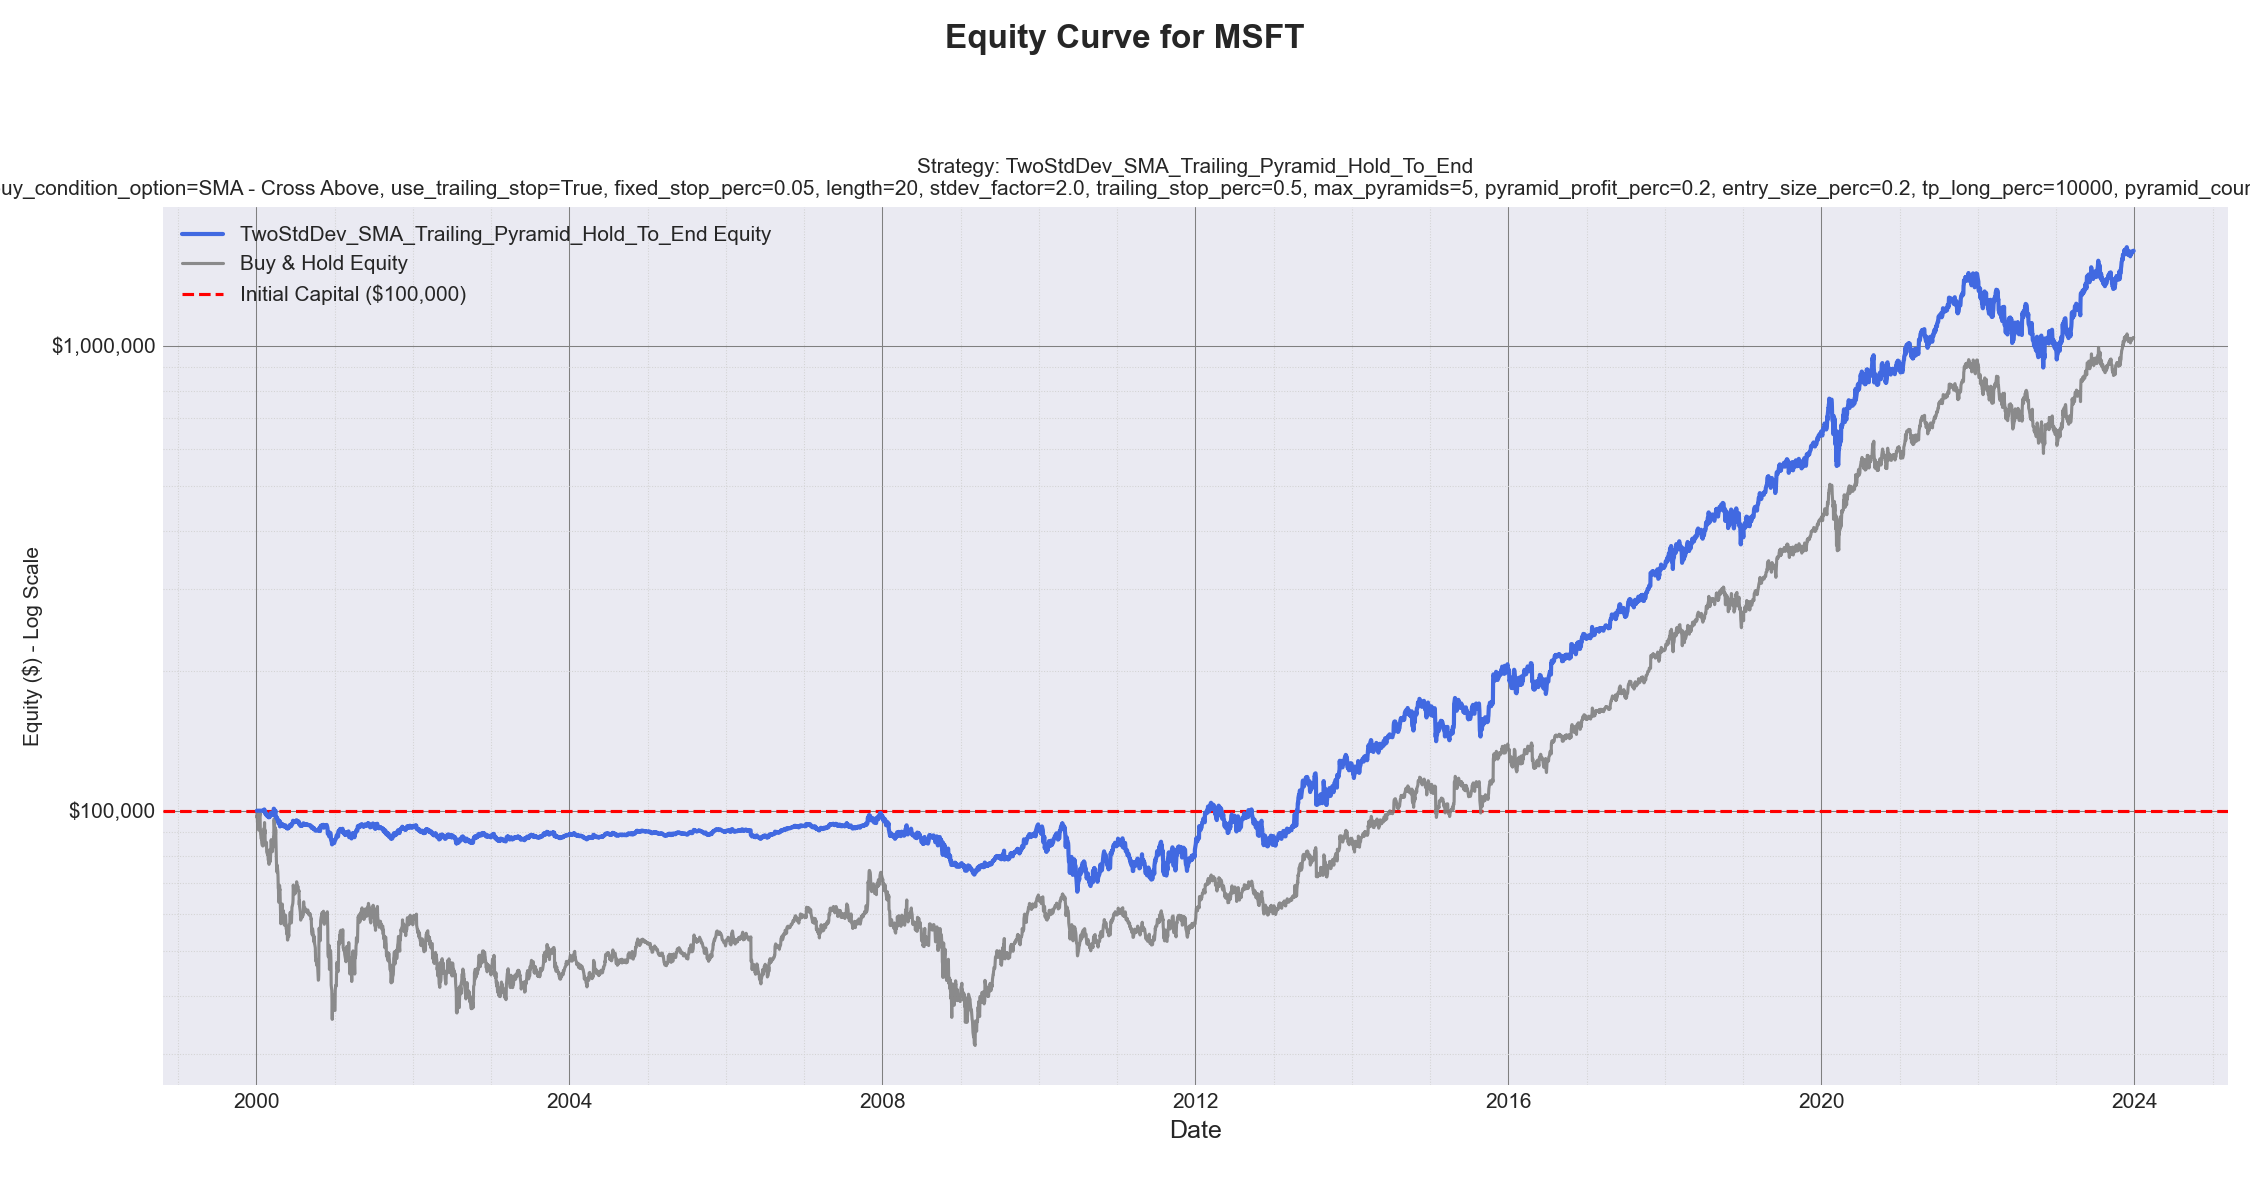 Equity Curve for MSFT
Strategy: TwoStdDev_SMA_Trailing_Pyramid_Hold_To_End
uy_condition_option=SMA - Cross Above, use_trailing_stop=True, fixed_stop_perc=0.05, length=20, stdev_factor=2.0, trailing_stop_perc=0.5, max_pyramids=5, pyramid_profit_perc=0.2, entry_size_perc=0.2, tp_long_perc=10000, pyramid_cour
TwoStdDev_SMA_Trailing_Pyramid_Hold_To_End Equity
Buy & Hold Equity
Initial Capital ($100,000)
$1,000,000
$100,000
Equity ($) - Log Scale
2000 2004 2008 2012 2016 2020 2024
Date